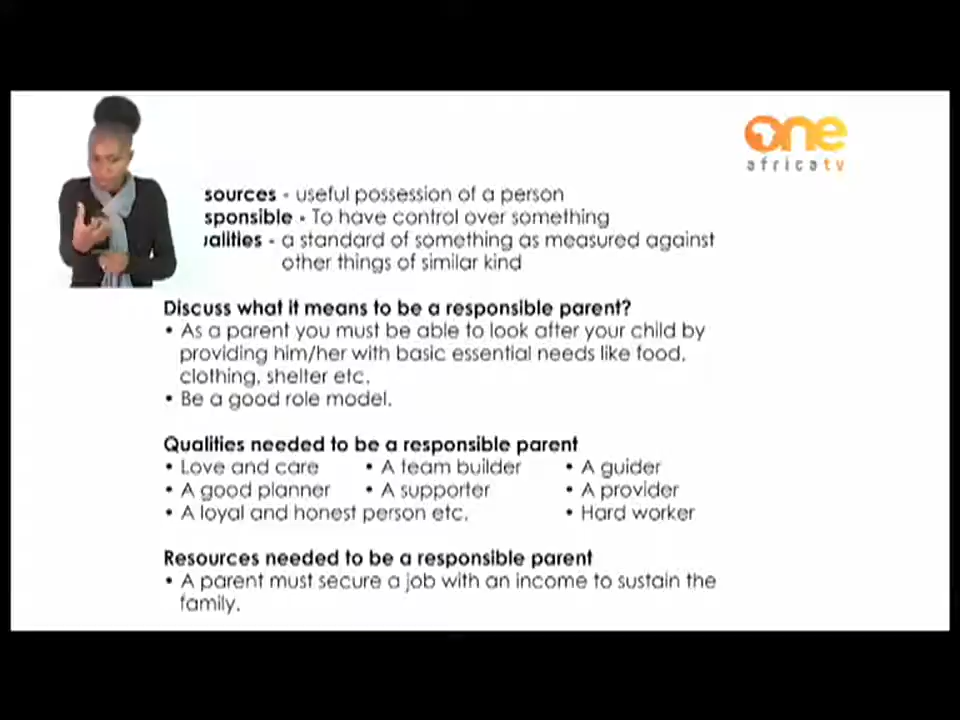 one
africatv
sources - useful possession of a person
sponsible - To have control over something
alities - a standard of something as measured against
other things of similar kind
Discuss what it means to be a responsible parent?
• As a parent you must be able to look after your child by
providing him/her with basic essential needs like food,
clothing, shelter etc.
• Be a good role model.
Qualities needed to be a responsible parent
• Love and care • A team builder • A guider
• A good planner • A supporter • A provider
• A loyal and honest person etc. • Hard worker
Resources needed to be a responsible parent
• A parent must secure a job with an income to sustain the
family.